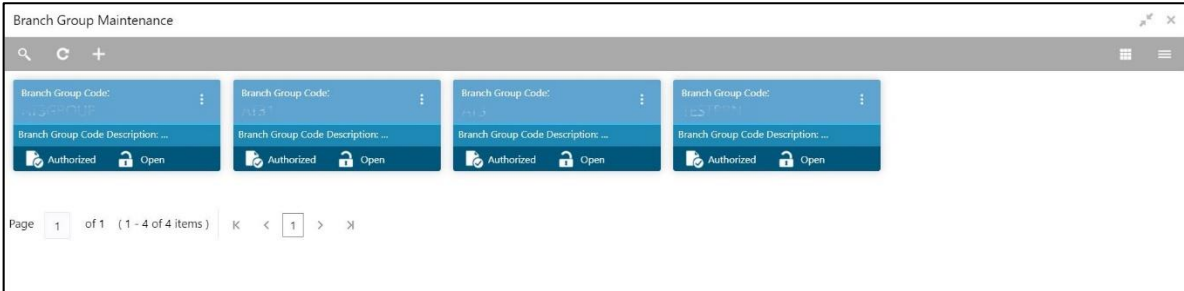 Branch Group Maintenance
Branch Group Code:
Branch Group Code Description: ...
Authorized Open
Branch Group Code:
Branch Group Code Description: ...
Authorized Open
Branch Group Code:
Branch Group Code Description: ...
Authorized Open
Branch Group Code:
Branch Group Code Description: ...
Authorized Open
Page 1 of 1 ( 1 - 4 of 4 items ) 1